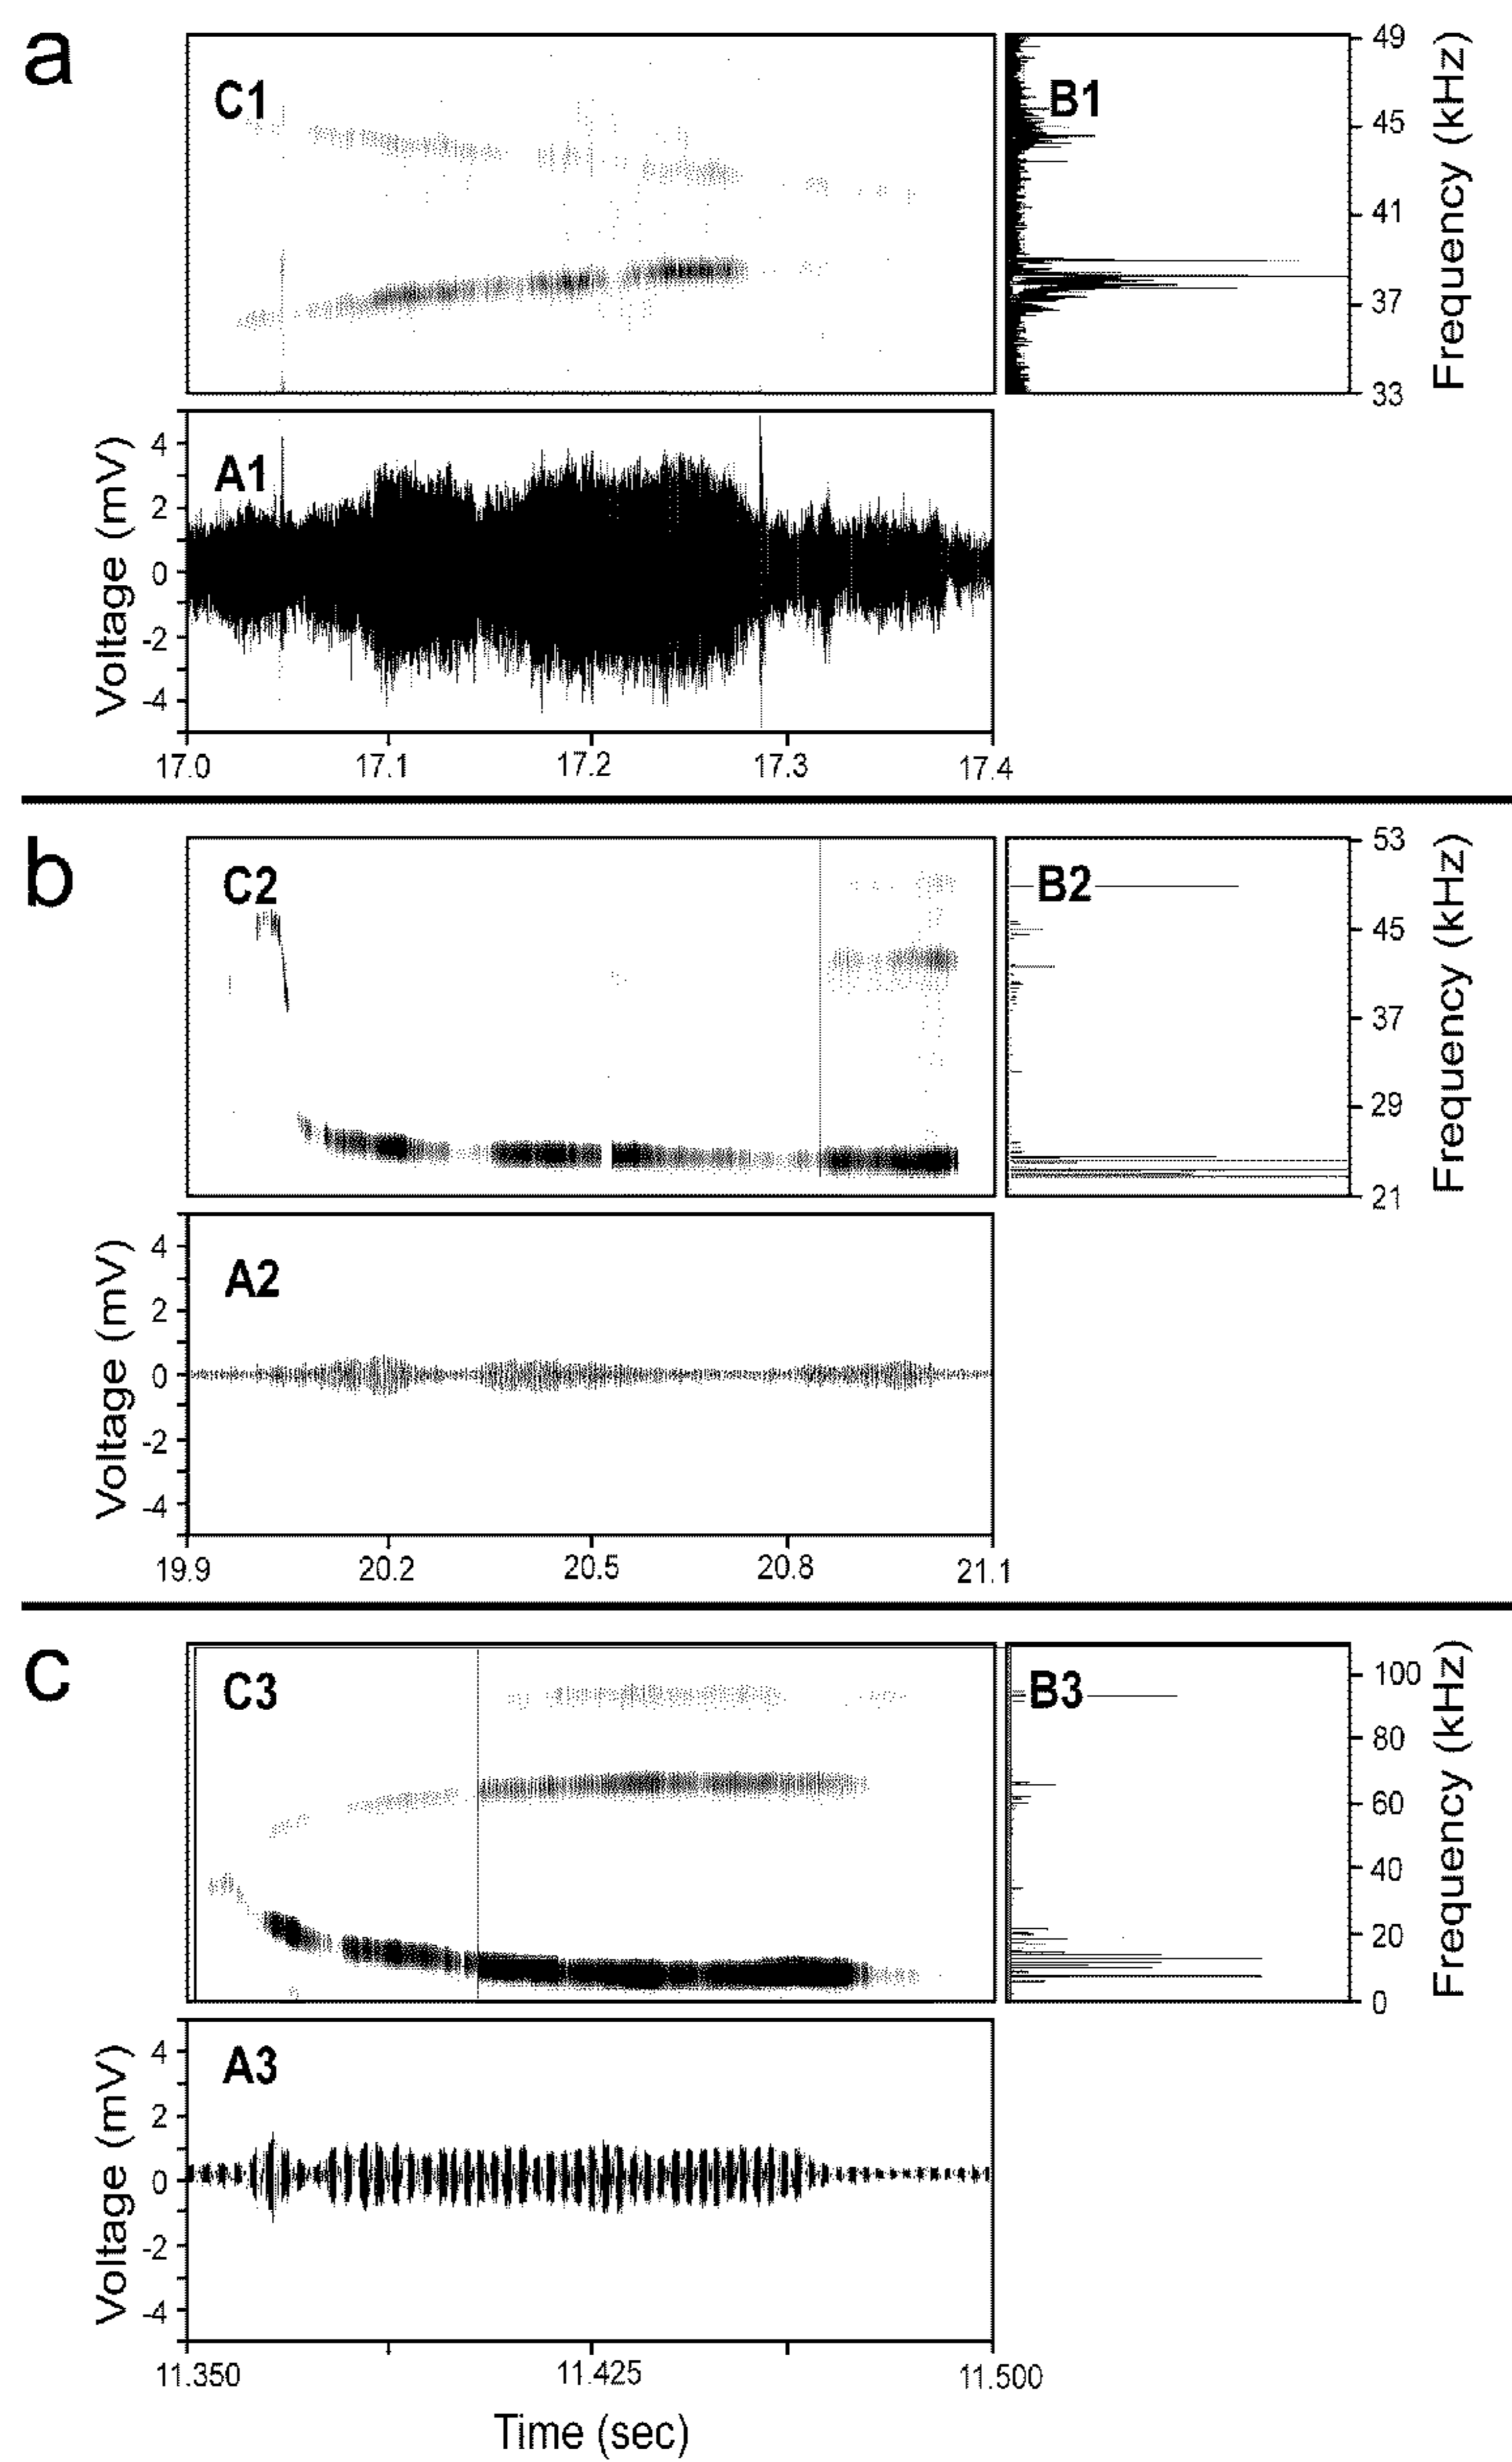 a
C1
B1
49
45
41
37
33
Frequency (kHz)
A1
4
2
0
-2
-4
Voltage (mV)
17.0 17.1 17.2 17.3 17.4
b
C2
B2
53
45
37
29
21
Frequency (kHz)
A2
4
2
0
-2
-4
Voltage (mV)
19.9 20.2 20.5 20.8 21.1
c
C3
B3
100
80
60
40
20
0
Frequency (kHz)
A3
4
2
0
-2
-4
Voltage (mV)
11.350 11.425 11.500
Time (sec)